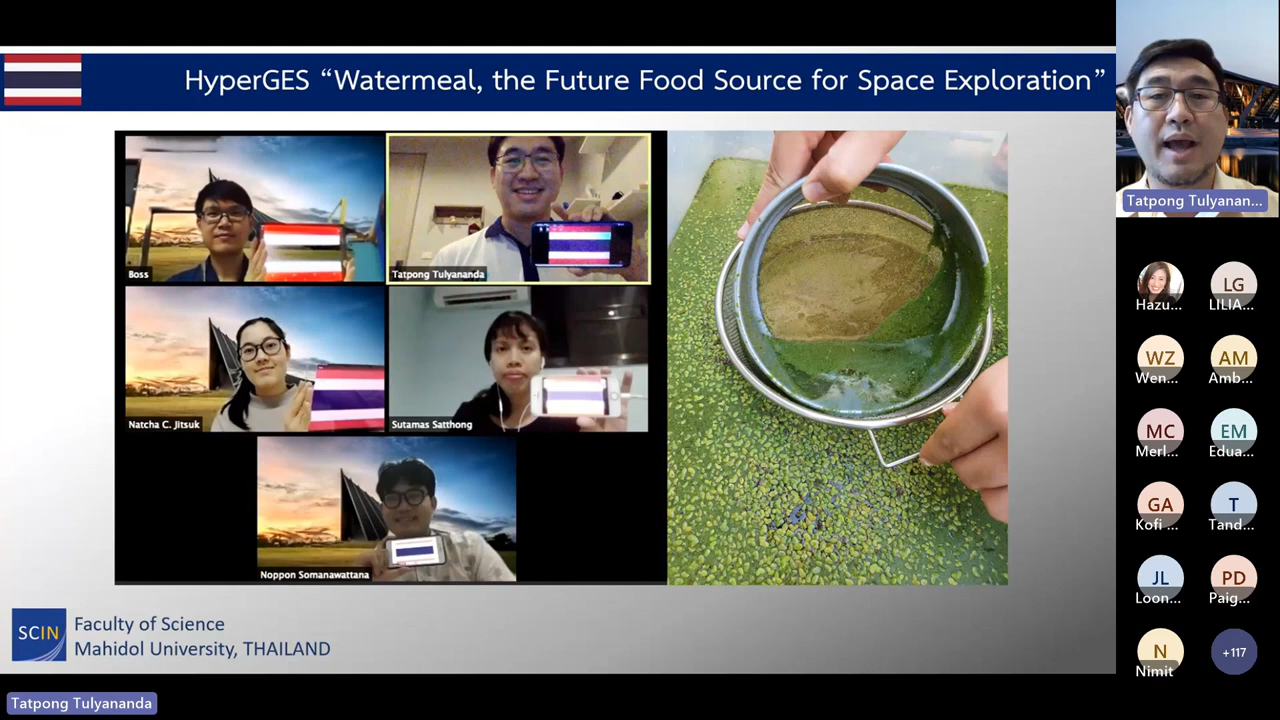 HyperGES “Watermeal, the Future Food Source for Space Exploration”
Boss
Tatpong Tulyananda
Natcha C. Jitsuk
Sutamas Satthong
Noppon Somanawattana
SCIN
Faculty of Science
Mahidol University, THAILAND
Tatpong Tulyananda
Tatpong Tulyanan...
Hazu...
LG
LILIA...
WZ
Wen...
AM
Amb...
MC
Merl...
EM
Edua...
GA
Kofi ...
T
Tand...
JL
Loon...
PD
Paig...
N
Nimit
+117